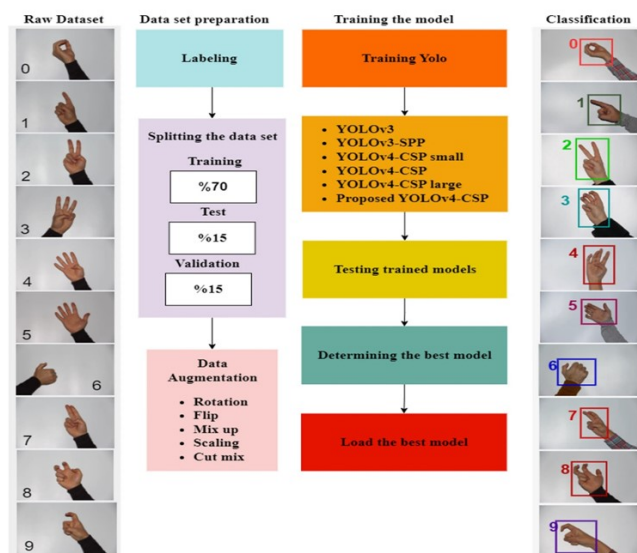 Raw Dataset
0
1
2
3
4
5
6
7
8
9
Data set preparation
Labeling
Splitting the data set
Training
%70
Test
%15
Validation
%15
Data
Augmentation
• Rotation
• Flip
• Mix up
• Scaling
• Cut mix
Training the model
Training Yolo
• YOLOv3
• YOLOv3-SPP
• YOLOv4-CSP small
• YOLOv4-CSP
• YOLOv4-CSP large
• Proposed YOLOv4-CSP
Testing trained models
Determining the best model
Load the best model
Classification
0
1
2
3
4
5
6
7
8
9